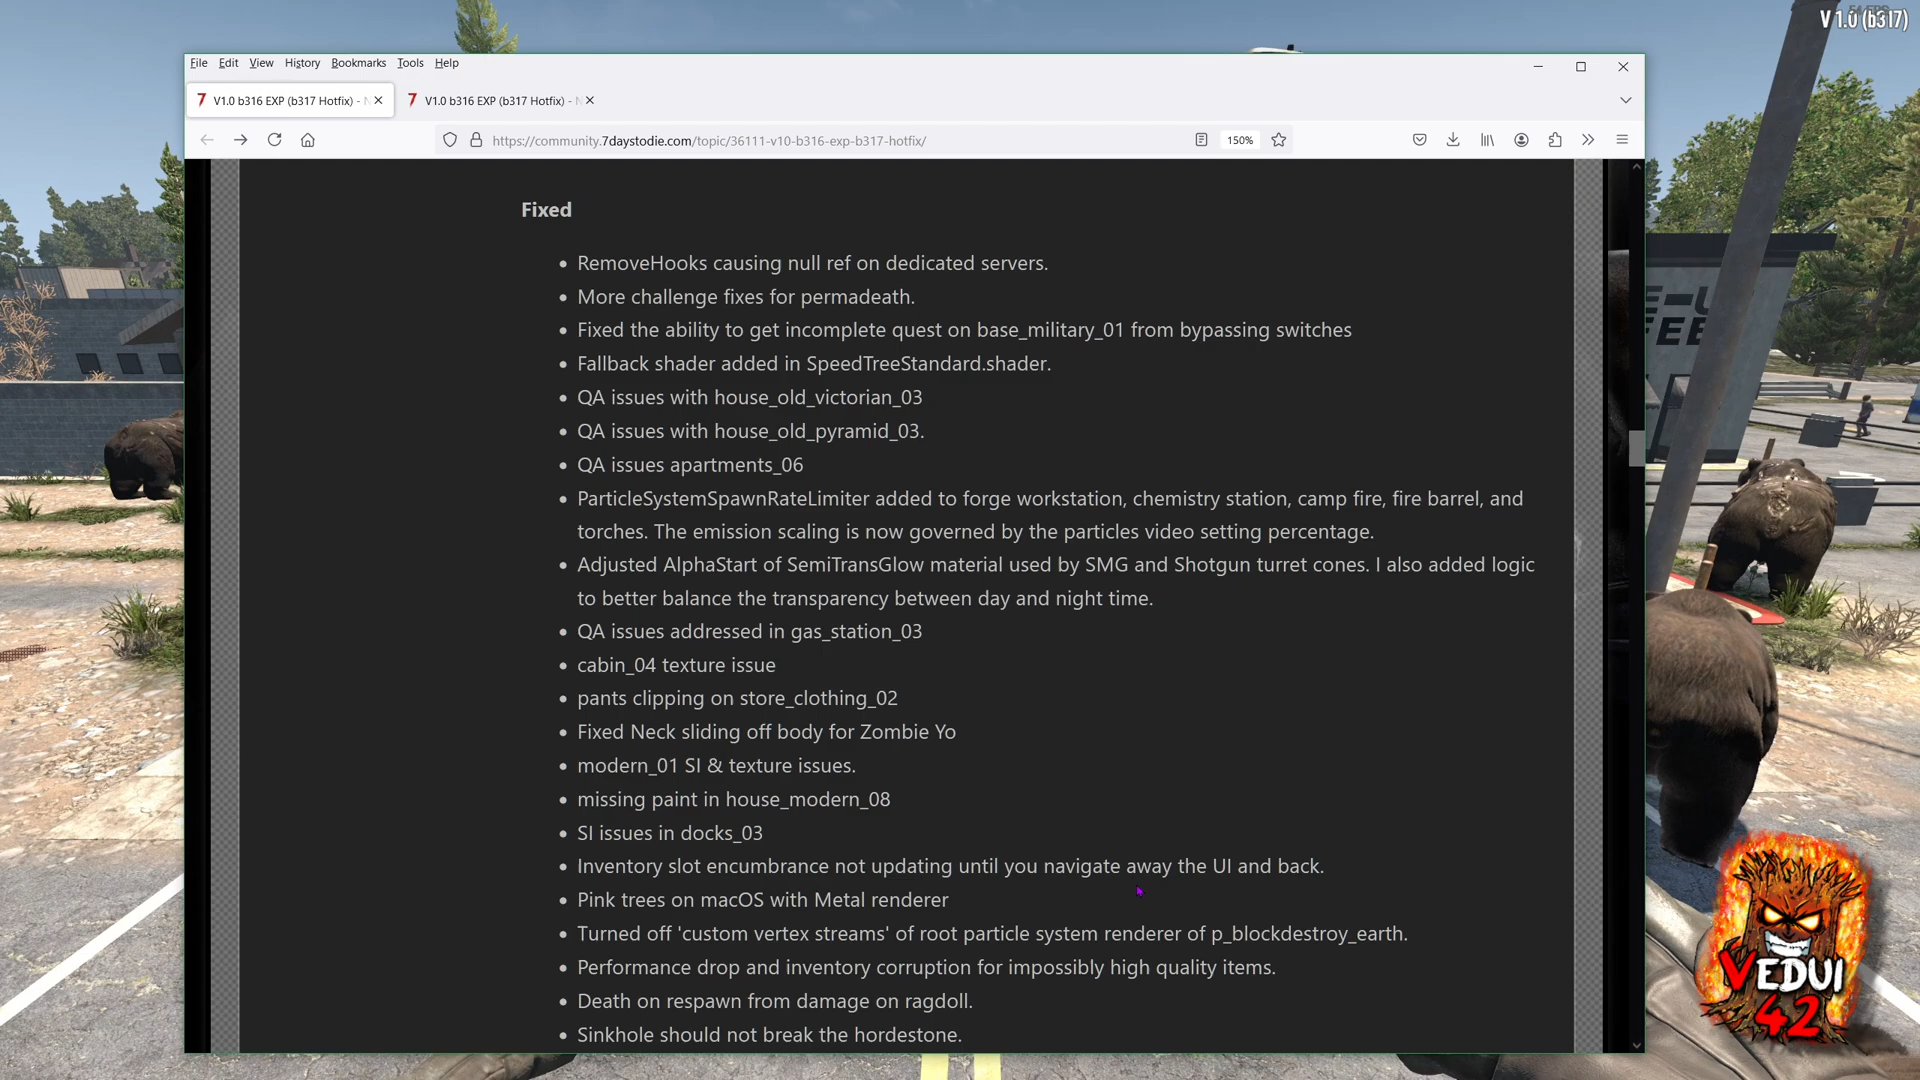 V 1.0 (b317)
File Edit View History Bookmarks Tools Help
V1.0 b316 EXP (b317 Hotfix) - N
V1.0 b316 EXP (b317 Hotfix) - N
https://community.7daystodie.com/topic/36111-v10-b316-exp-b317-hotfix/
150%
Fixed
• RemoveHooks causing null ref on dedicated servers.
• More challenge fixes for permadeath.
• Fixed the ability to get incomplete quest on base_military_01 from bypassing switches
• Fallback shader added in SpeedTreeStandard.shader.
• QA issues with house_old_victorian_03
• QA issues with house_old_pyramid_03.
• QA issues apartments_06
• ParticleSystemSpawnRateLimiter added to forge workstation, chemistry station, camp fire, fire barrel, and
torches. The emission scaling is now governed by the particles video setting percentage.
• Adjusted AlphaStart of SemiTransGlow material used by SMG and Shotgun turret cones. I also added logic
to better balance the transparency between day and night time.
• QA issues addressed in gas_station_03
• cabin_04 texture issue
• pants clipping on store_clothing_02
• Fixed Neck sliding off body for Zombie Yo
• modern_01 SI & texture issues.
• missing paint in house_modern_08
• SI issues in docks_03
• Inventory slot encumbrance not updating until you navigate away the UI and back.
• Pink trees on macOS with Metal renderer
• Turned off 'custom vertex streams' of root particle system renderer of p_blockdestroy_earth.
• Performance drop and inventory corruption for impossibly high quality items.
• Death on respawn from damage on ragdoll.
• Sinkhole should not break the hordestone.
VEDUI
42